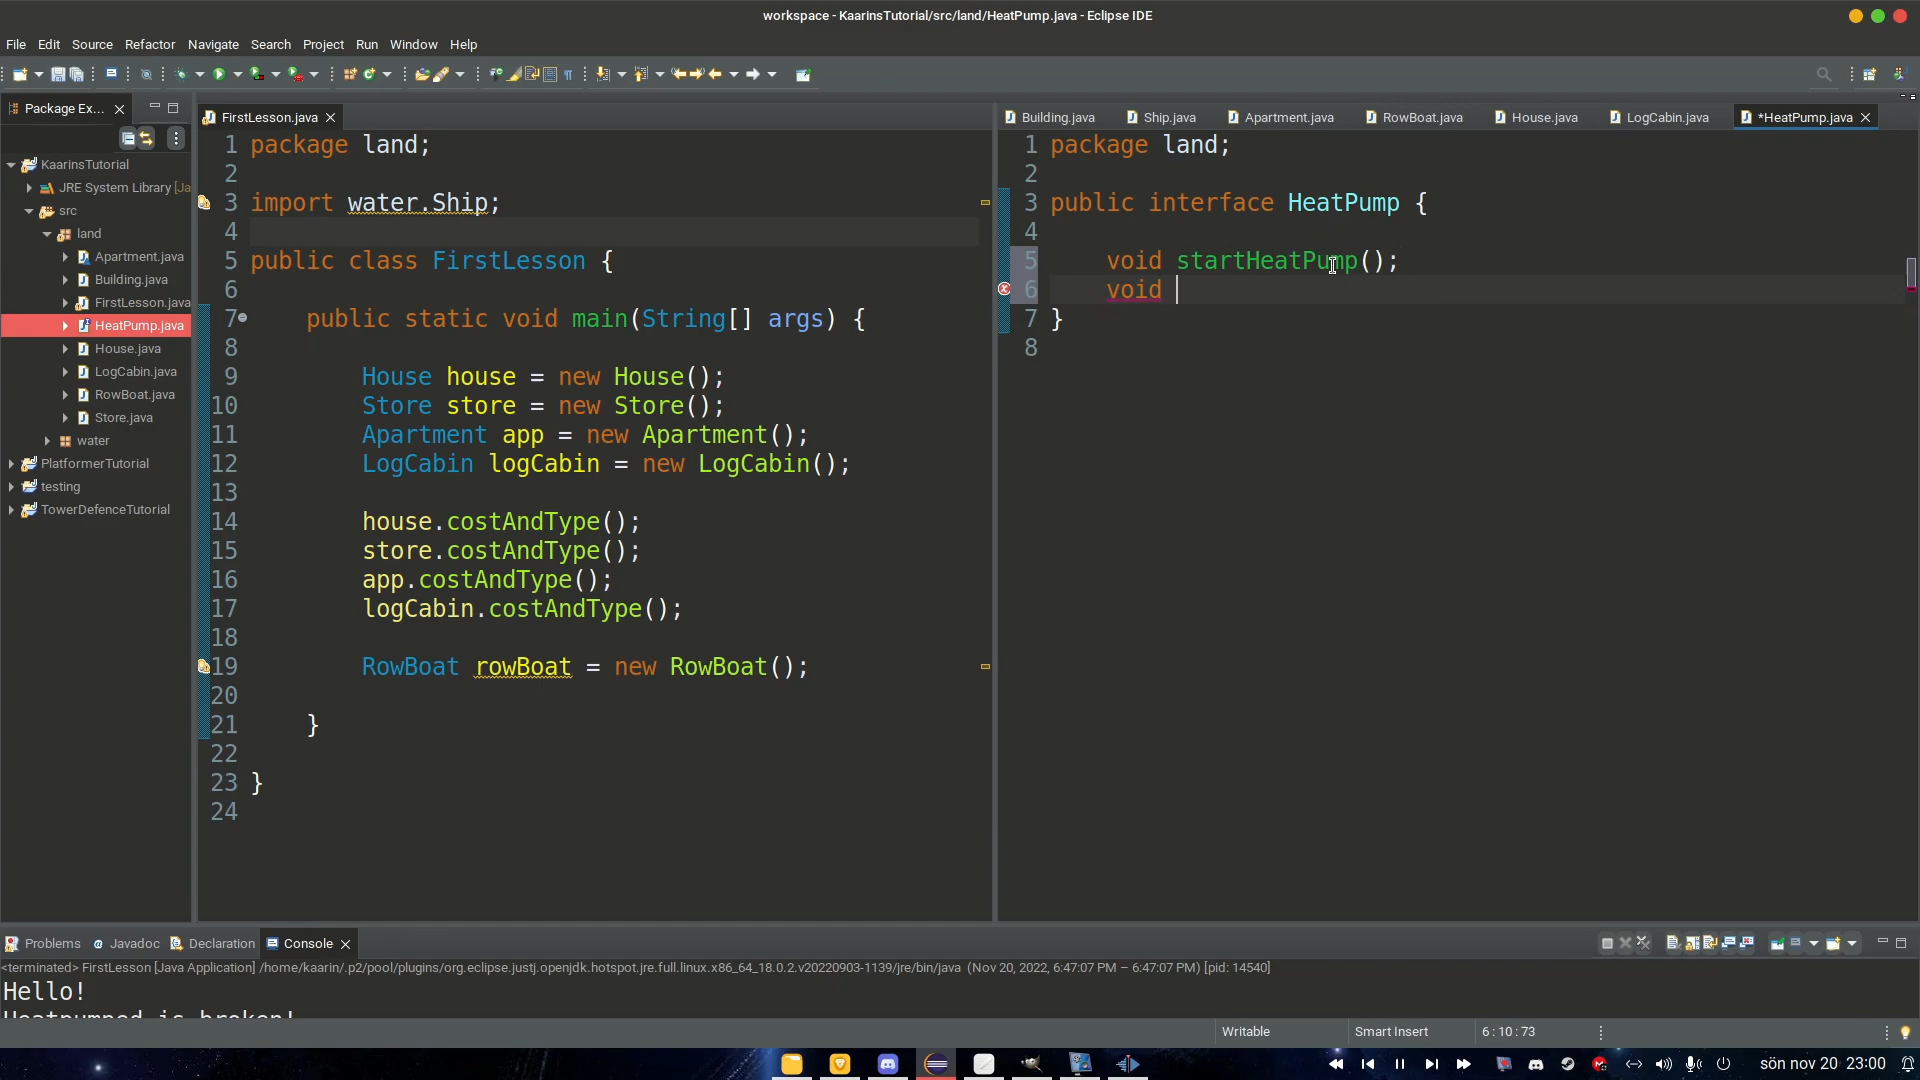 workspace - KaarinsTutorial/src/land/HeatPump.java - Eclipse IDE
File Edit Source Refactor Navigate Search Project Run Window Help
Package Ex...
KaarinsTutorial
JRE System Library [Ja
src
land
Apartment.java
Building.java
FirstLesson.java
HeatPump.java
House.java
LogCabin.java
RowBoat.java
Store.java
water
PlatformerTutorial
testing
TowerDefenceTutorial
FirstLesson.java
1 package land;
2
3 import water.Ship;
4
5 public class FirstLesson {
6
7 public static void main(String[] args) {
8
9 House house = new House();
10 Store store = new Store();
11 Apartment app = new Apartment();
12 LogCabin logCabin = new LogCabin();
13
14 house.costAndType();
15 store.costAndType();
16 app.costAndType();
17 logCabin.costAndType();
18
19 RowBoat rowBoat = new RowBoat();
20
21 }
22
23 }
24
Building.java Ship.java Apartment.java RowBoat.java House.java LogCabin.java *HeatPump.java
1 package land;
2
3 public interface HeatPump {
4
5 void startHeatPump();
6 void
7 }
8
Problems Javadoc Declaration Console
<terminated> FirstLesson [Java Application] /home/kaarin/.p2/pool/plugins/org.eclipse.justj.openjdk.hotspot.jre.full.linux.x86_64_18.0.2.v20220903-1139/jre/bin/java (Nov 20, 2022, 6:47:07 PM – 6:47:07 PM) [pid: 14540]
Hello!
Heatpumped is broken!
Writable Smart Insert 6 : 10 : 73
sön nov 20 23:00